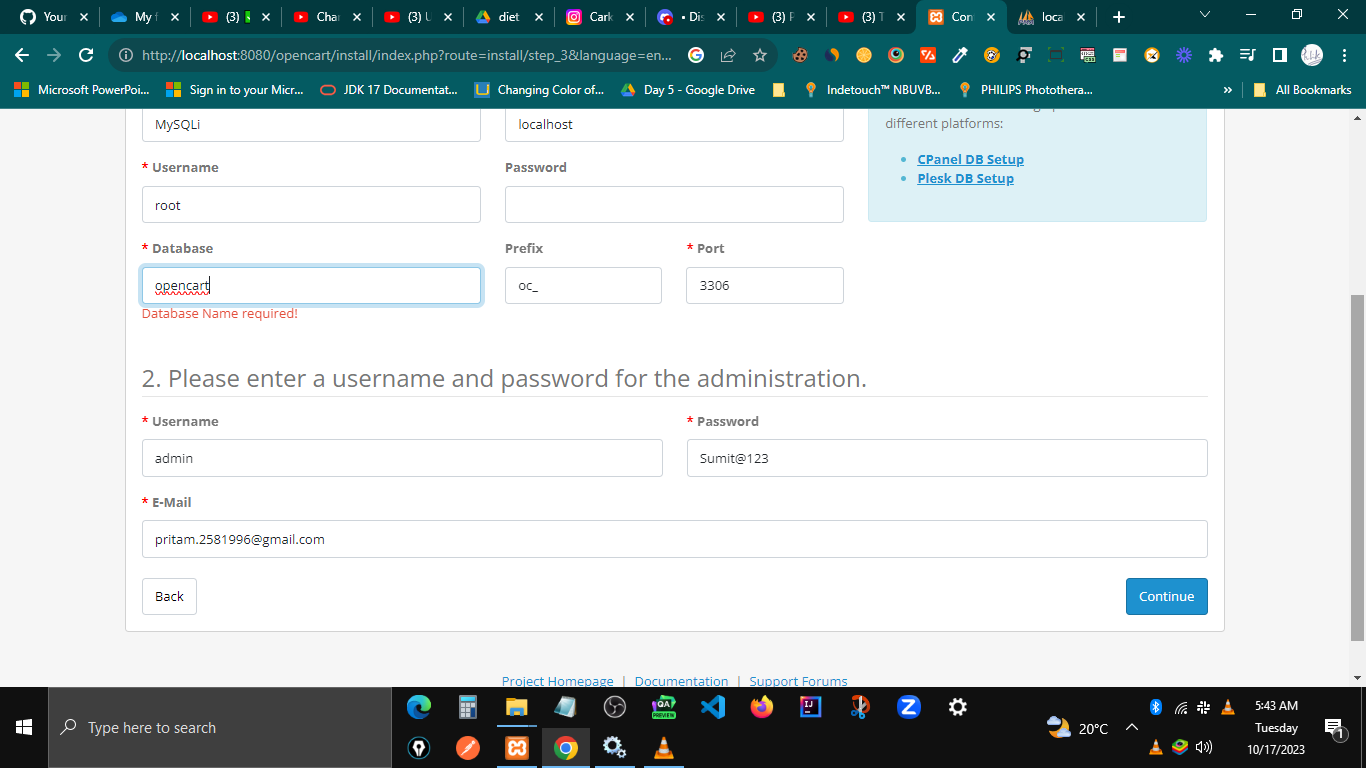 Your
My f
(3)
Char
(3) U
diet
Cark
• Dis
(3) P
(3) T
Con
loca
http://localhost:8080/opencart/install/index.php?route=install/step_3&language=en...
Microsoft PowerPoi...
Sign in to your Micr...
JDK 17 Documentat...
Changing Color of...
Day 5 - Google Drive
Indetouch™ NBUVB...
PHILIPS Photothera...
»
All Bookmarks
different platforms:
CPanel DB Setup
Plesk DB Setup
MySQLi
localhost
* Username
Password
root
* Database
Prefix
* Port
opencart
oc_
3306
Database Name required!
2. Please enter a username and password for the administration.
* Username
* Password
admin
Sumit@123
* E-Mail
pritam.2581996@gmail.com
Back
Continue
Project Homepage | Documentation | Support Forums
Type here to search
20°C
5:43 AM
Tuesday
10/17/2023
1